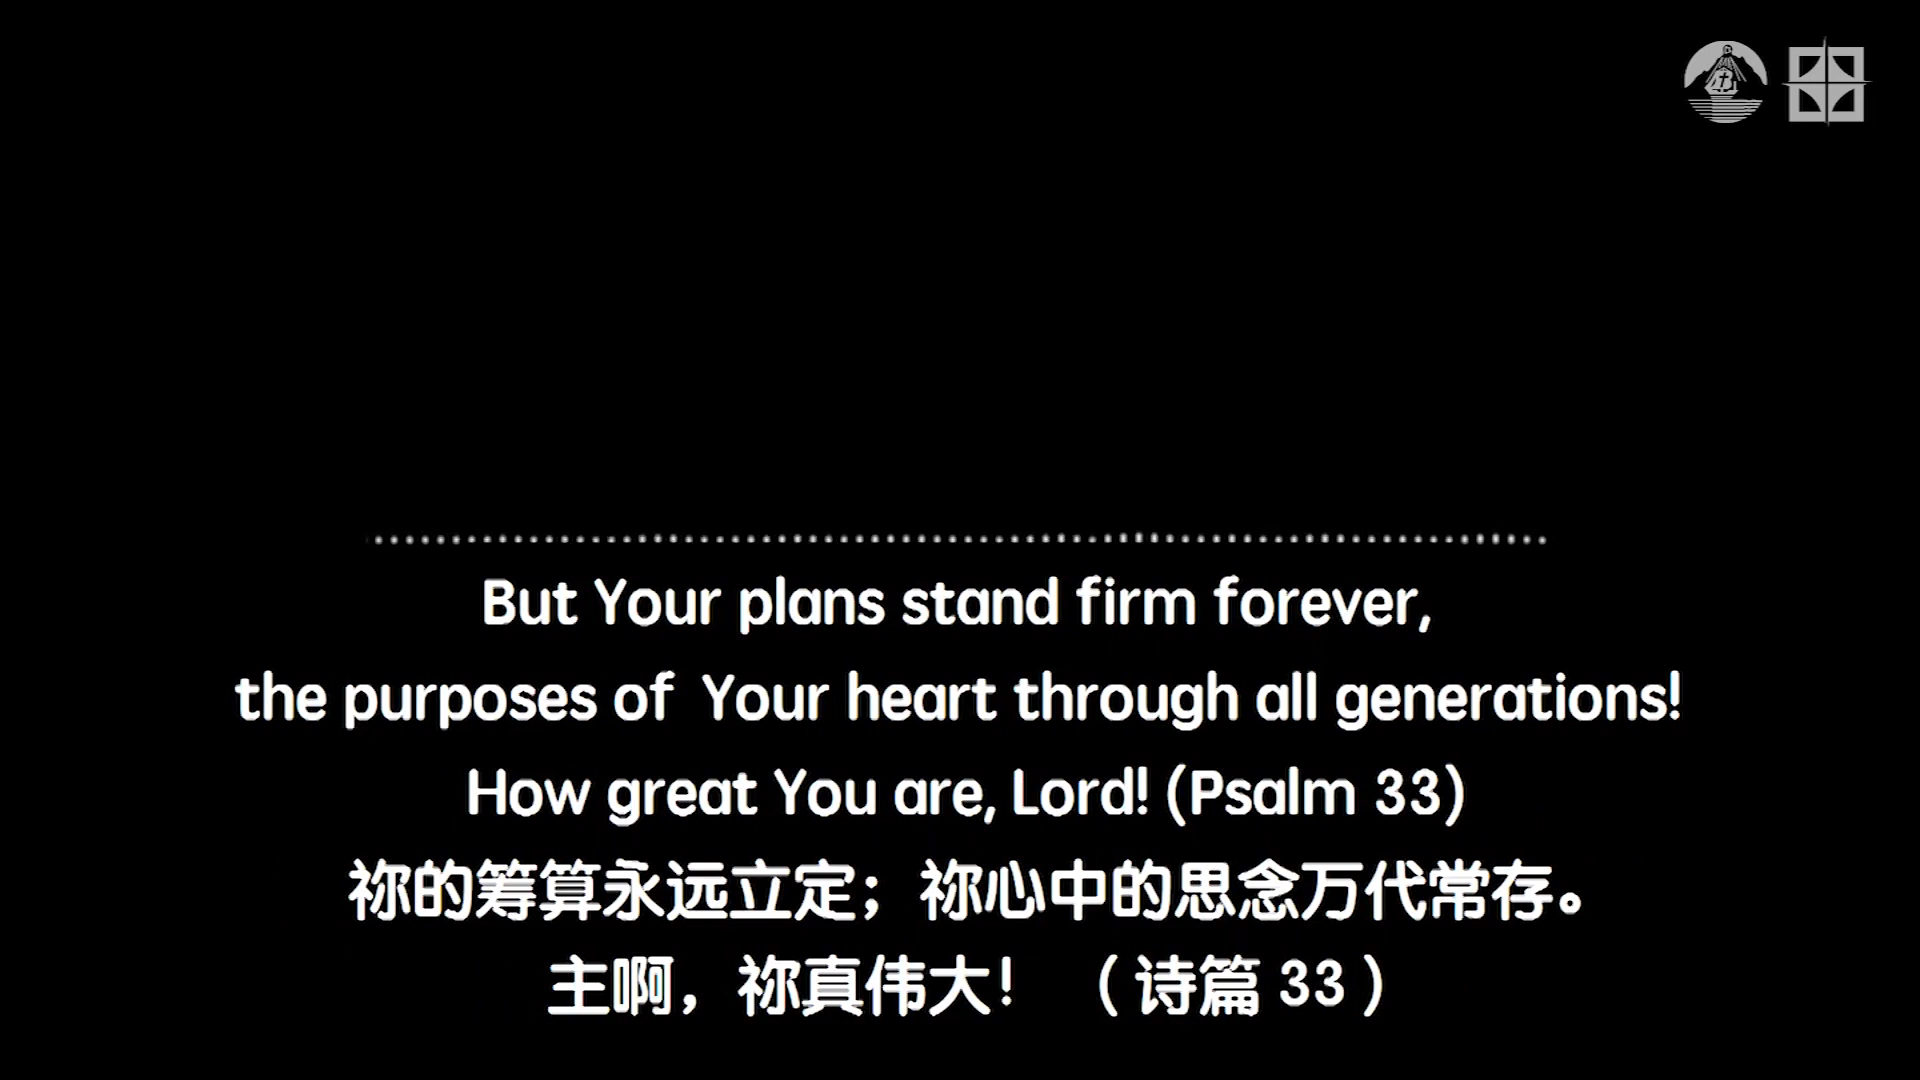 But Your plans stand firm forever,
the purposes of Your heart through all generations!
How great You are, Lord! (Psalm 33)
祢的筹算永远立定；祢心中的思念万代常存。
主啊，祢真伟大！（诗篇 33）